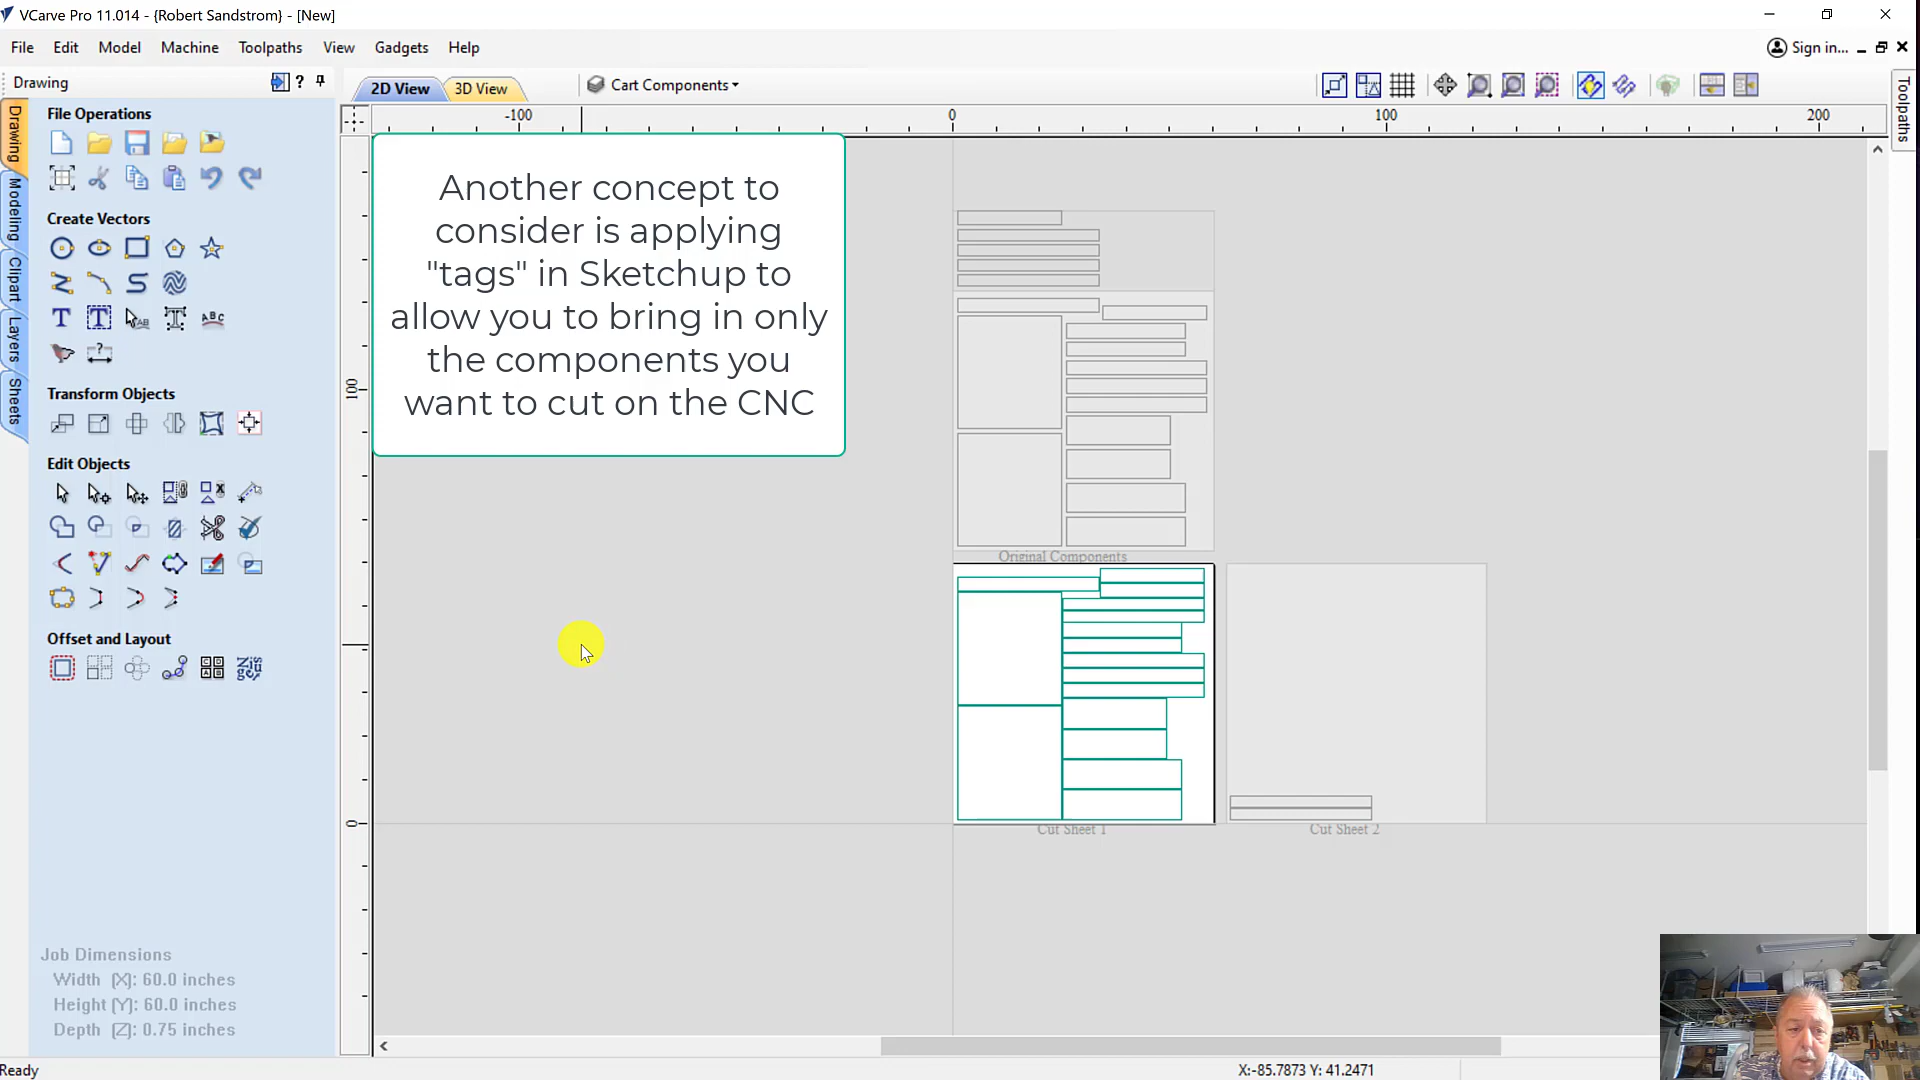 VCarve Pro 11.014 - {Robert Sandstrom} - [New]
File Edit Model Machine Toolpaths View Gadgets Help
Sign in...
Drawing
2D View
3D View
Cart Components
Drawing
Modeling
Clipart
Layers
Sheets
Toolpaths
File Operations
Create Vectors
Transform Objects
Edit Objects
Offset and Layout
-100
0
100
200
100
0
Another concept to
consider is applying
"tags" in Sketchup to
allow you to bring in only
the components you
want to cut on the CNC
Original Components
Cut Sheet 1
Cut Sheet 2
Job Dimensions
Width (X): 60.0 inches
Height (Y): 60.0 inches
Depth (Z): 0.75 inches
Ready
X:-85.7873 Y: 41.2471